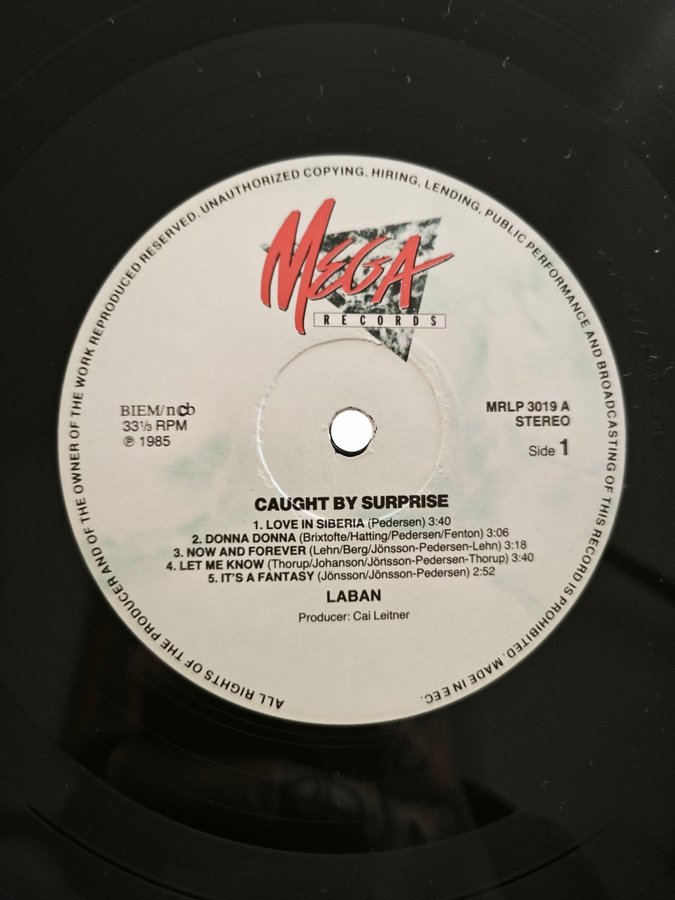 ALL RIGHTS OF THE PRODUCER AND OF THE OWNER OF THE WORK REPRODUCED RESERVED. UNAUTHORIZED COPYING, HIRING, LENDING, PUBLIC PERFORMANCE AND BROADCASTING OF THIS RECORD IS PROHIBITED. MADE IN EEC.
MEGA
RECORDS
BIEM/ncb
33⅓ RPM
℗ 1985
MRLP 3019 A
STEREO
Side 1
CAUGHT BY SURPRISE
1. LOVE IN SIBERIA (Pedersen) 3:40
2. DONNA DONNA (Brixtofte/Hatting/Pedersen/Fenton) 3:06
3. NOW AND FOREVER (Lehn/Berg/Jönsson-Pedersen-Lehn) 3:18
4. LET ME KNOW (Thorup/Johanson/Jönsson-Pedersen-Thorup) 3:40
5. IT'S A FANTASY (Jönsson/Jönsson-Pedersen) 2:52
LABAN
Producer: Cai Leitner